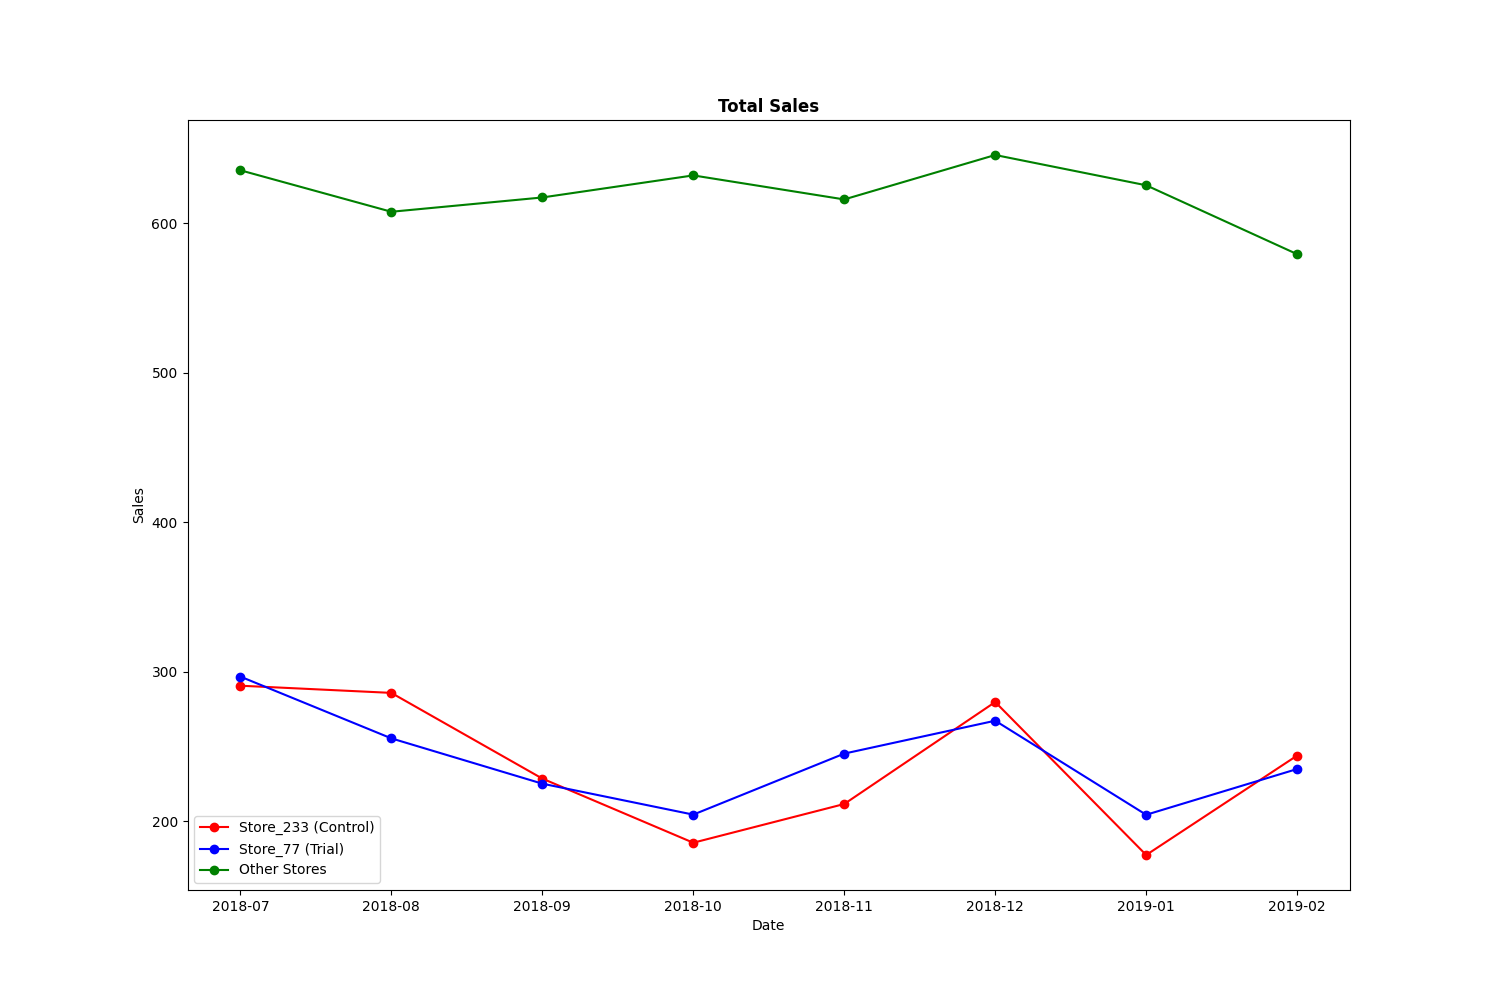 Total Sales
600
500
400
300
200
Sales
Store_233 (Control)
Store_77 (Trial)
Other Stores
2018-07 2018-08 2018-09 2018-10 2018-11 2018-12 2019-01 2019-02
Date